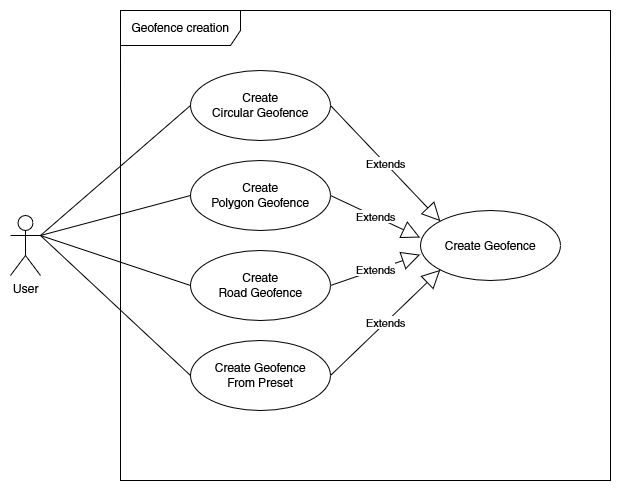 Geofence creation
Create
Circular Geofence
Extends
Create
Polygon Geofence
Extends
Create Geofence
Create
Road Geofence
Extends
User
Extends
Create Geofence
From Preset